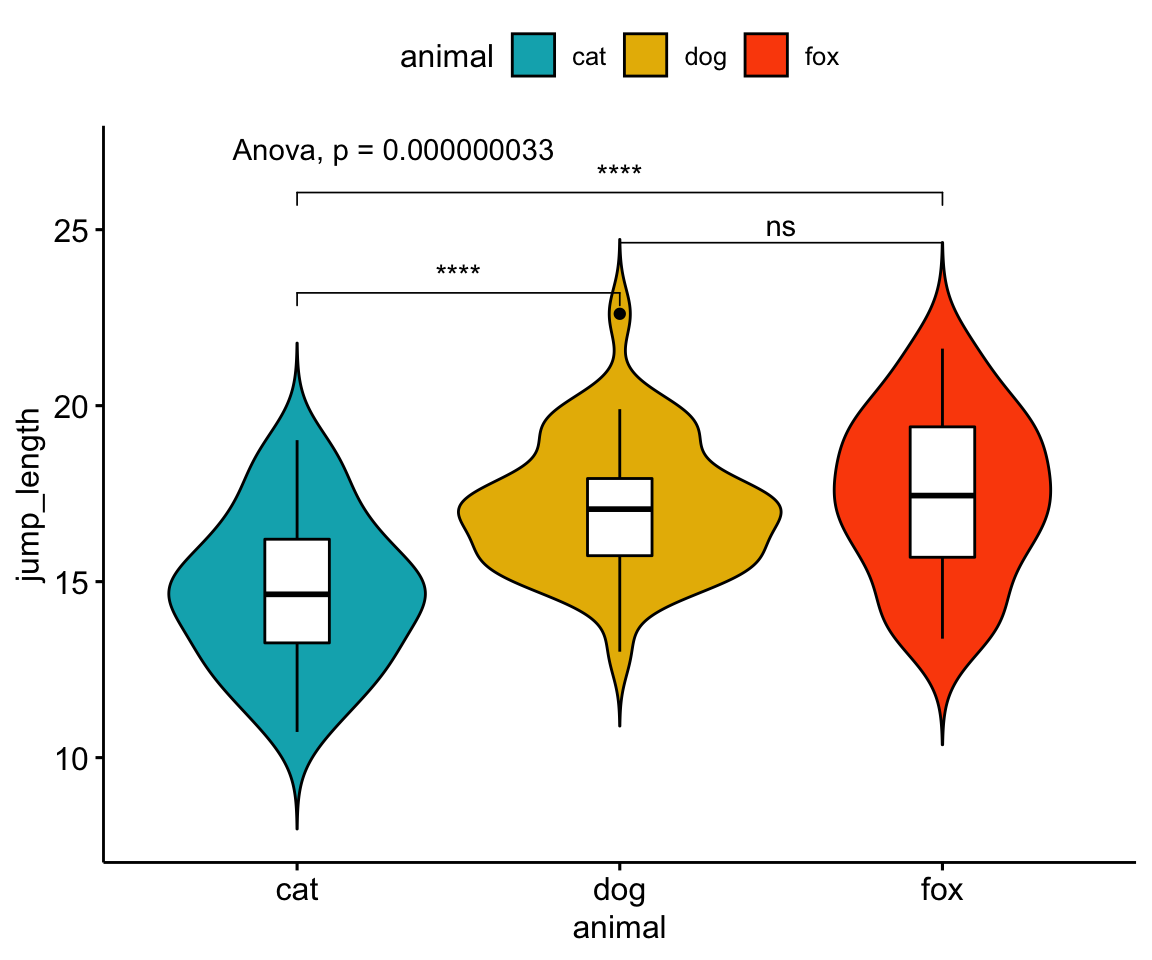 animal cat dog fox
Anova, p = 0.000000033
****
ns
****
25
20
15
10
jump_length
cat dog fox
animal